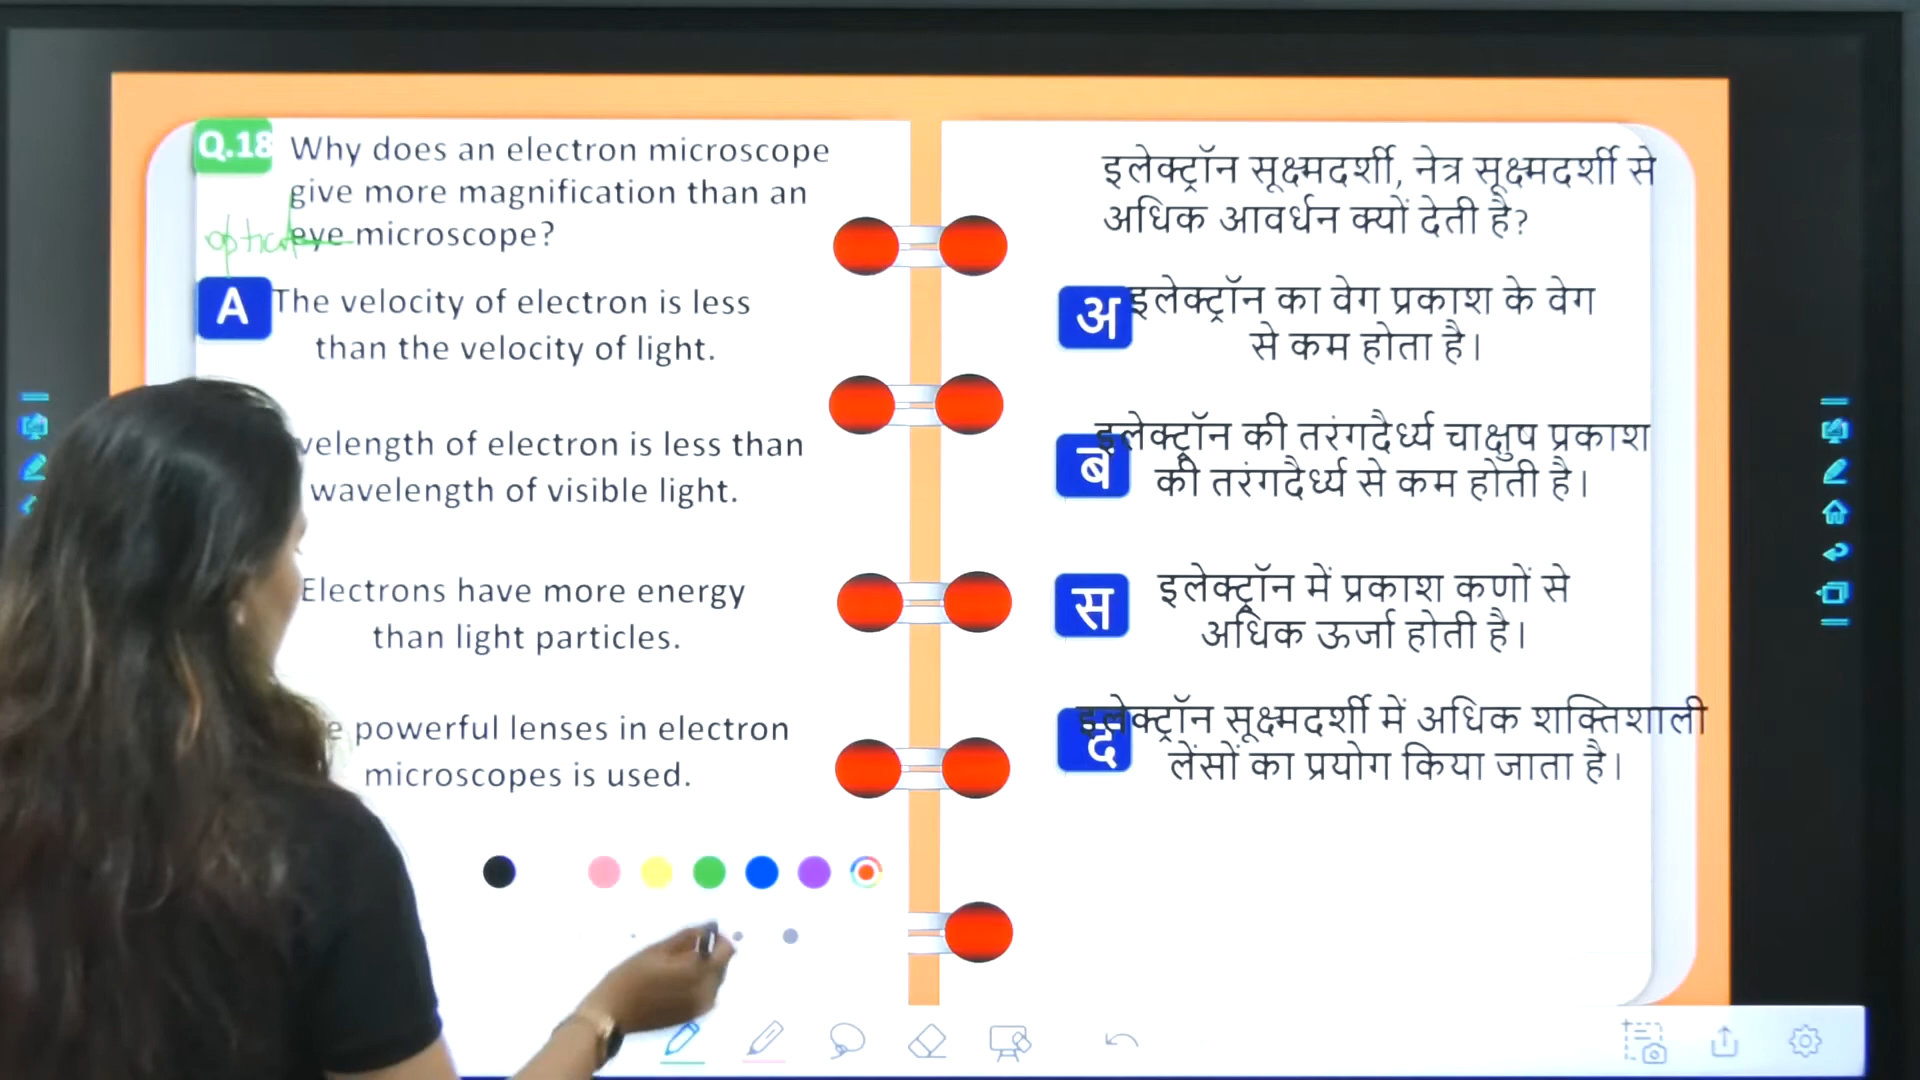 Q.18 Why does an electron microscope
give more magnification than an
optical eye microscope?
A The velocity of electron is less
than the velocity of light.
of electron is less than
wavelength of visible light.
Electrons have more energy
than light particles.
powerful lenses in electron
microscopes is used.
इलेक्ट्रॉन सूक्ष्मदर्शी, नेत्र सूक्ष्मदर्शी से
अधिक आवर्धन क्यों देती है?
अ इलेक्ट्रॉन का वेग प्रकाश के वेग
से कम होता है।
ब इलेक्ट्रॉन की तरंगदैर्ध्य चाक्षुष प्रकाश
की तरंगदैर्ध्य से कम होती है।
स इलेक्ट्रॉन में प्रकाश कणों से
अधिक ऊर्जा होती है।
द इलेक्ट्रॉन सूक्ष्मदर्शी में अधिक शक्तिशाली
लेंसों का प्रयोग किया जाता है।